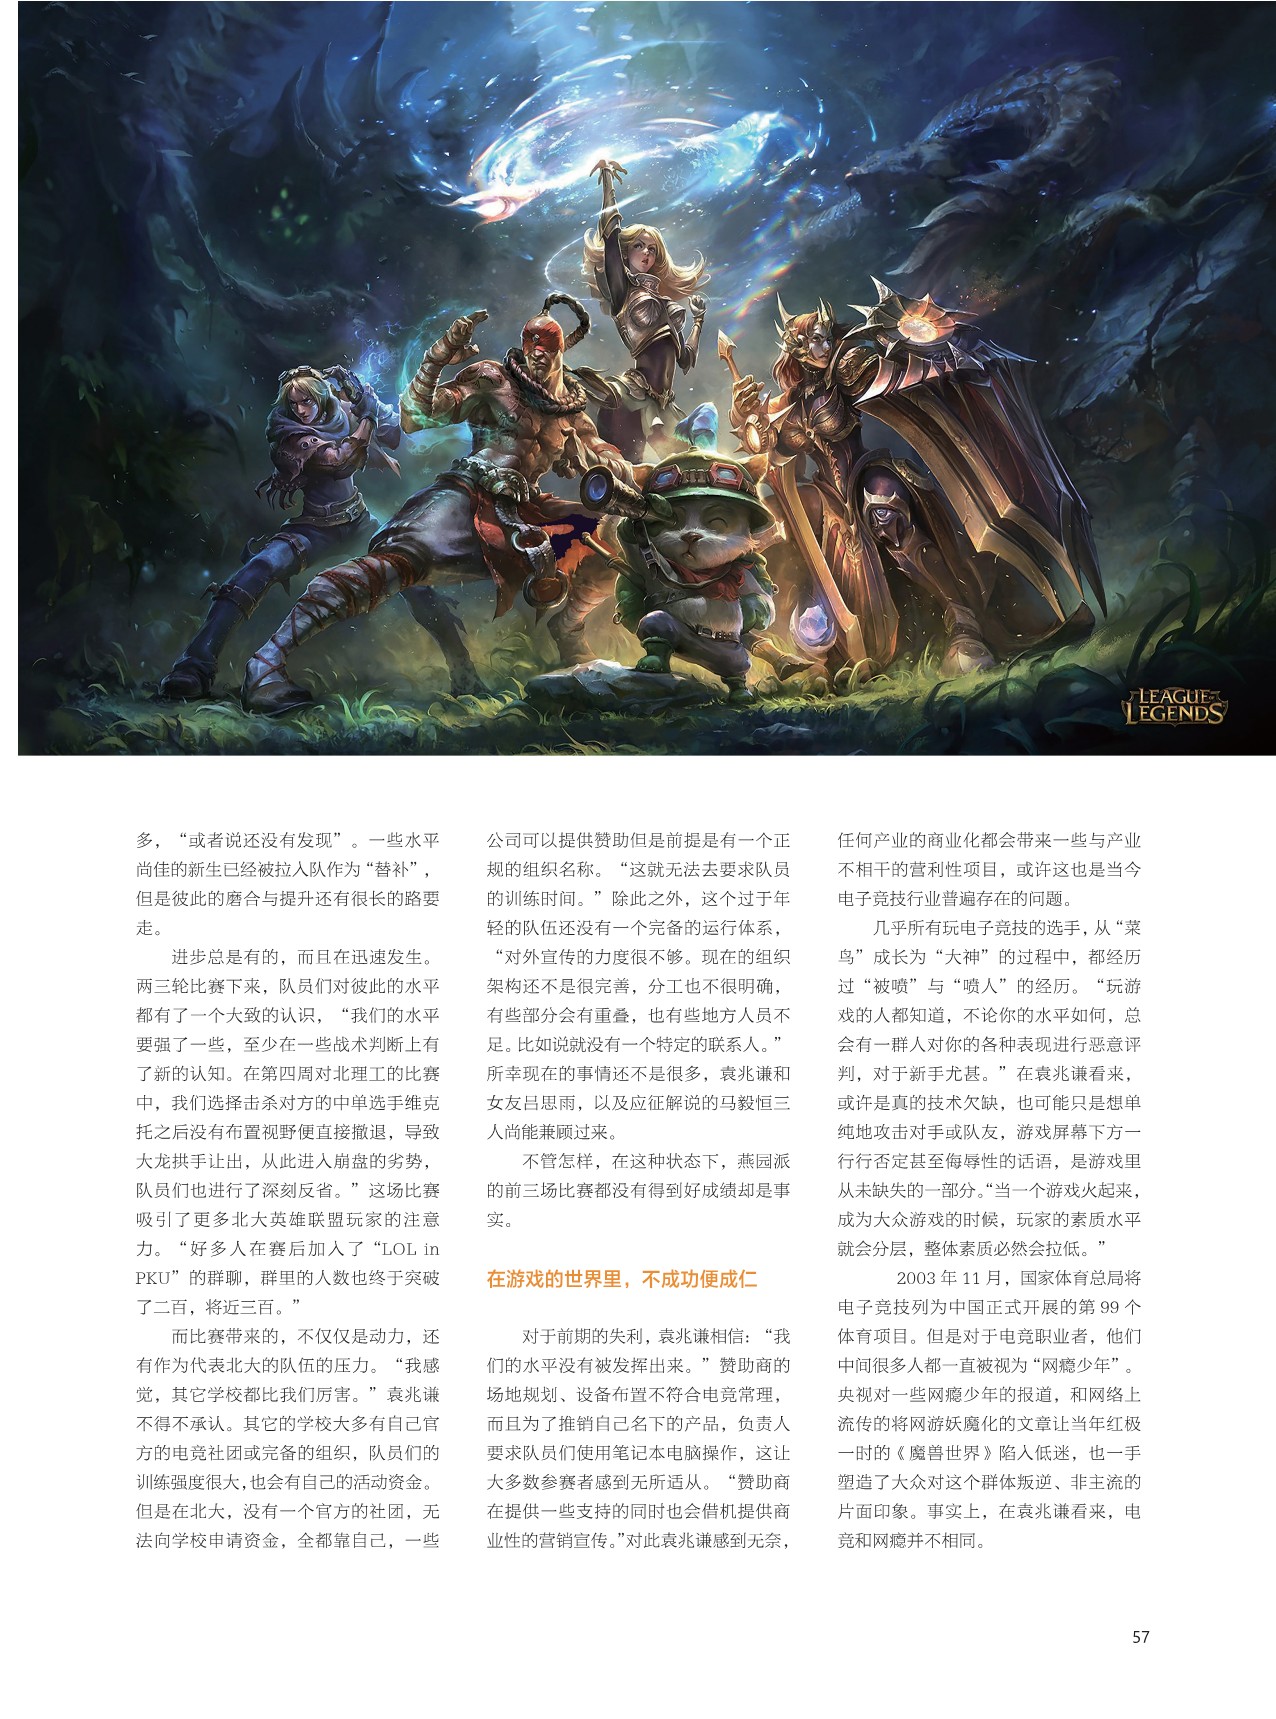 LEAGUE OF
LEGENDS
多，“或者说还没有发现”。一些水平
尚佳的新生已经被拉入队作为“替补”，
但是彼此的磨合与提升还有很长的路要
走。
进步总是有的，而且在迅速发生。
两三轮比赛下来，队员们对彼此的水平
都有了一个大致的认识，“我们的水平
要强了一些，至少在一些战术判断上有
了新的认知。在第四周对北理工的比赛
中，我们选择击杀对方的中单选手维克
托之后没有布置视野便直接撤退，导致
大龙拱手让出，从此进入崩盘的劣势，
队员们也进行了深刻反省。”这场比赛
吸引了更多北大英雄联盟玩家的注意
力。“好多人在赛后加入了“LOL in
PKU”的群聊，群里的人数也终于突破
了二百，将近三百。”
而比赛带来的，不仅仅是动力，还
有作为代表北大的队伍的压力。“我感
觉，其它学校都比我们厉害。”袁兆谦
不得不承认。其它的学校大多有自己官
方的电竞社团或完备的组织，队员们的
训练强度很大，也会有自己的活动资金。
但是在北大，没有一个官方的社团，无
法向学校申请资金，全都靠自己，一些
公司可以提供赞助但是前提是有一个正
规的组织名称。“这就无法去要求队员
的训练时间。”除此之外，这个过于年
轻的队伍还没有一个完备的运行体系，
“对外宣传的力度很不够。现在的组织
架构还不是很完善，分工也不很明确，
有些部分会有重叠，也有些地方人员不
足。比如说就没有一个特定的联系人。”
所幸现在的事情还不是很多，袁兆谦和
女友吕思雨，以及应征解说的马毅恒三
人尚能兼顾过来。
不管怎样，在这种状态下，燕园派
的前三场比赛都没有得到好成绩却是事
实。
在游戏的世界里，不成功便成仁
对于前期的失利，袁兆谦相信：“我
们的水平没有被发挥出来。”赞助商的
场地规划、设备布置不符合电竞常理，
而且为了推销自己名下的产品，负责人
要求队员们使用笔记本电脑操作，这让
大多数参赛者感到无所适从。“赞助商
在提供一些支持的同时也会借机提供商
业性的营销宣传。”对此袁兆谦感到无奈，
任何产业的商业化都会带来一些与产业
不相干的营利性项目，或许这也是当今
电子竞技行业普遍存在的问题。
几乎所有玩电子竞技的选手，从“菜
鸟”成长为“大神”的过程中，都经历
过“被喷”与“喷人”的经历。“玩游
戏的人都知道，不论你的水平如何，总
会有一群人对你的各种表现进行恶意评
判，对于新手尤甚。”在袁兆谦看来，
或许是真的技术欠缺，也可能只是想单
纯地攻击对手或队友，游戏屏幕下方一
行行否定甚至侮辱性的话语，是游戏里
从未缺失的一部分。“当一个游戏火起来，
成为大众游戏的时候，玩家的素质水平
就会分层，整体素质必然会拉低。”
2003 年 11 月，国家体育总局将
电子竞技列为中国正式开展的第 99 个
体育项目。但是对于电竞职业者，他们
中间很多人都一直被视为“网瘾少年”。
央视对一些网瘾少年的报道，和网络上
流传的将网游妖魔化的文章让当年红极
一时的《魔兽世界》陷入低迷，也一手
塑造了大众对这个群体叛逆、非主流的
片面印象。事实上，在袁兆谦看来，电
竞和网瘾并不相同。
57